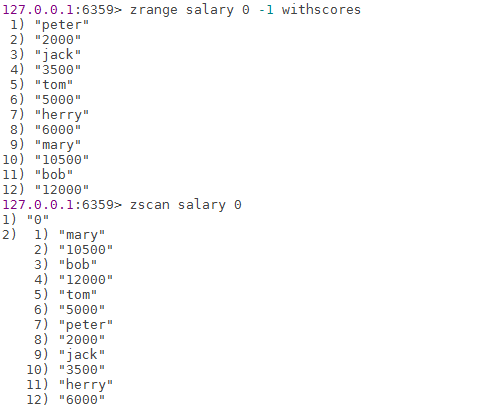 127.0.0.1:6359> zrange salary 0 -1 withscores
 1) "peter"
 2) "2000"
 3) "jack"
 4) "3500"
 5) "tom"
 6) "5000"
 7) "herry"
 8) "6000"
 9) "mary"
10) "10500"
11) "bob"
12) "12000"
127.0.0.1:6359> zscan salary 0
1) "0"
2)  1) "mary"
    2) "10500"
    3) "bob"
    4) "12000"
    5) "tom"
    6) "5000"
    7) "peter"
    8) "2000"
    9) "jack"
   10) "3500"
   11) "herry"
   12) "6000"